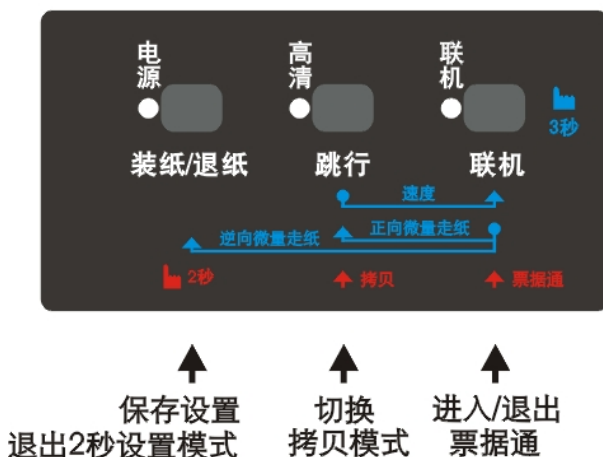 电源 高清 联机
3秒
装纸/退纸 跳行 联机
速度
正向微量走纸
逆向微量走纸
2秒 拷贝 票据通
保存设置 切换 进入/退出
退出2秒设置模式 拷贝模式 票据通